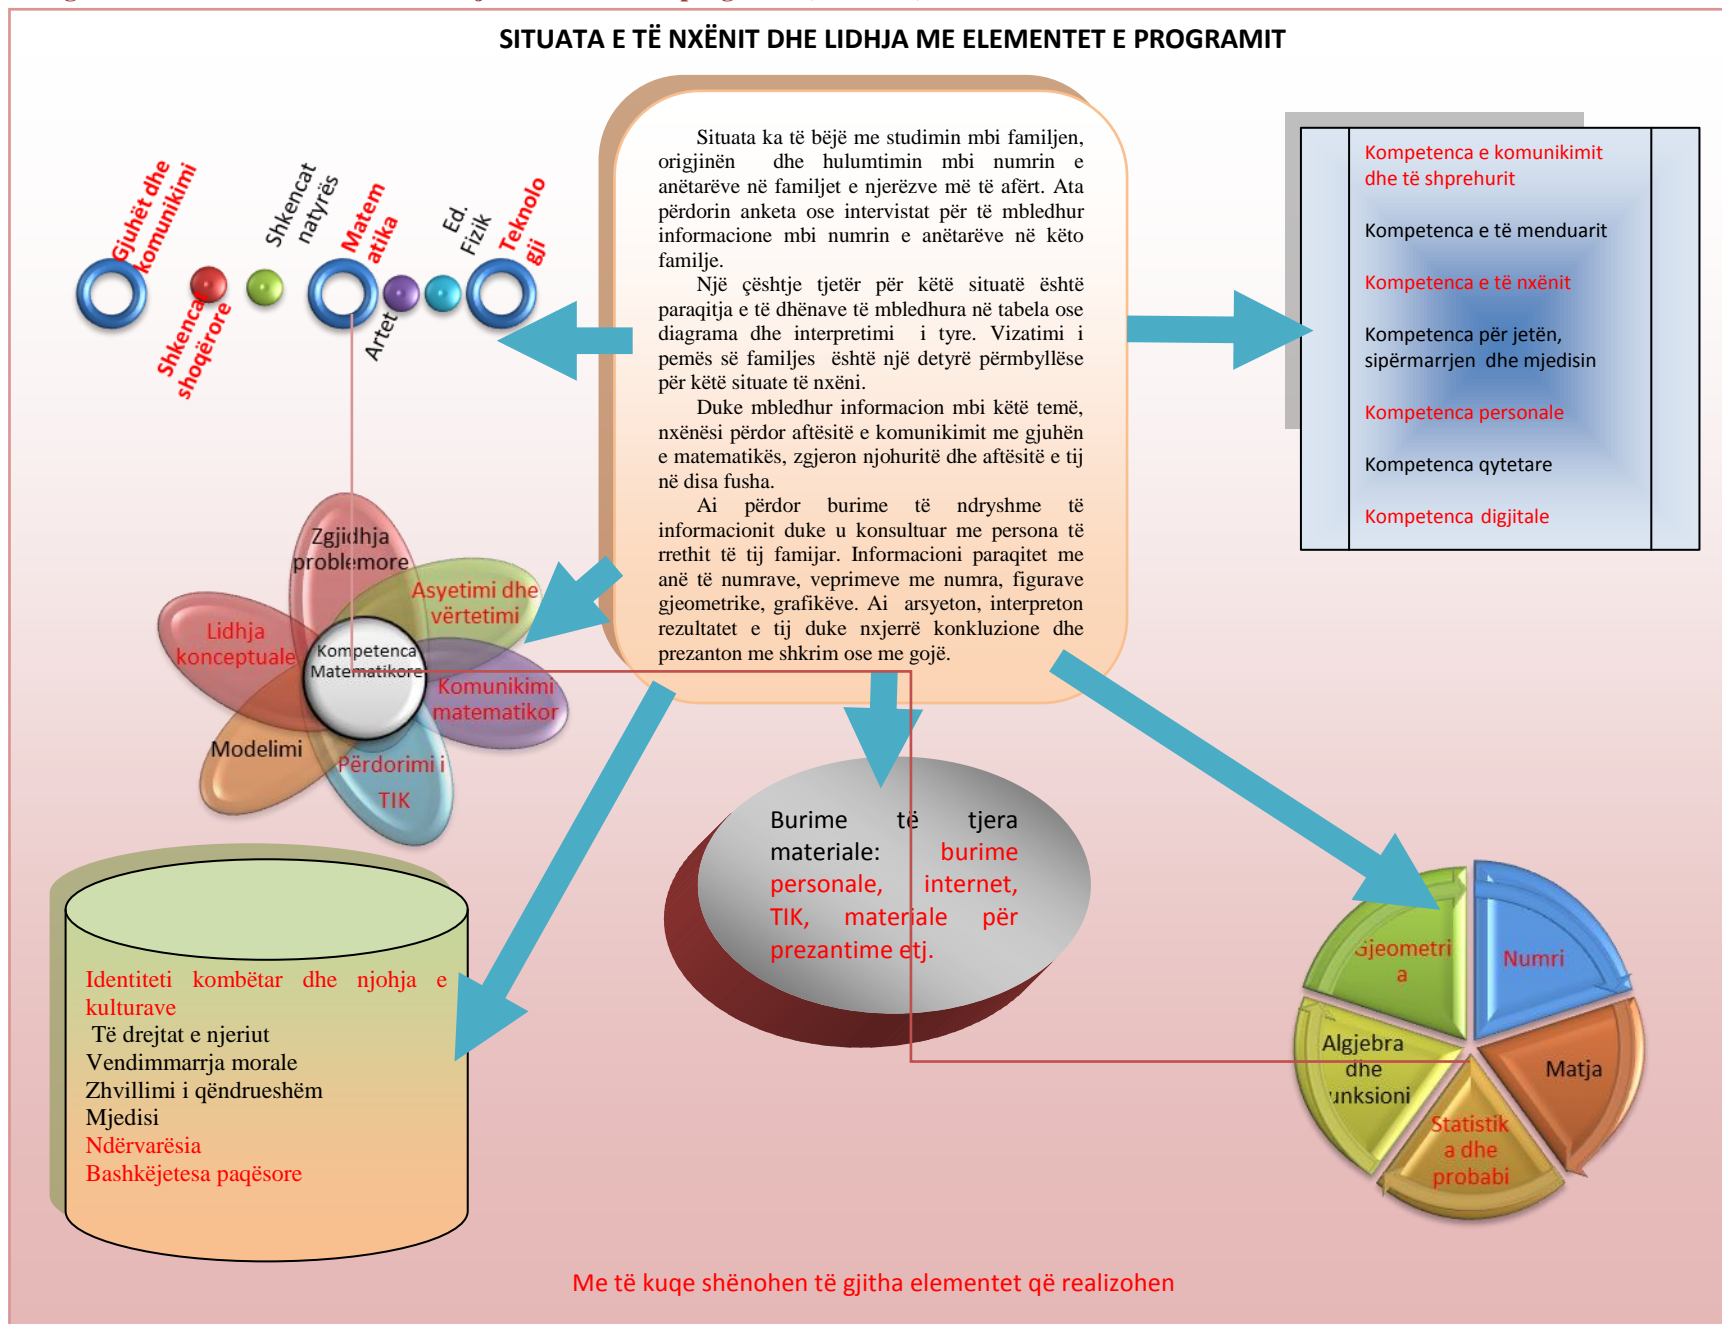 SITUATA E TË NXËNIT DHE LIDHJA ME ELEMENTET E PROGRAMIT
Gjuhët dhe
komunikimi
Shkencat
shoqërore
Shkencat
natyrës
Matem
atika
Artet
Ed.
Fizik
Teknolo
gji
Situata ka të bëjë me studimin mbi familjen,
origjinën dhe hulumtimin mbi numrin e
anëtarëve në familjet e njerëzve më të afërt. Ata
përdorin anketa ose intervistat për të mbledhur
informacione mbi numrin e anëtarëve në këto
familje.
Një çështje tjetër për këtë situatë është
paraqitja e të dhënave të mbledhura në tabela ose
diagrama dhe interpretimi i tyre. Vizatimi i
pemës së familjes është një detyrë përmbyllëse
për këtë situate të nxëni.
Duke mbledhur informacion mbi këtë temë,
nxënësi përdor aftësitë e komunikimit me gjuhën
e matematikës, zgjeron njohuritë dhe aftësitë e tij
në disa fusha.
Ai përdor burime të ndryshme të
informacionit duke u konsultuar me persona të
rrethit të tij famijar. Informacioni paraqitet me
anë të numrave, veprimeve me numra, figurave
gjeometrike, grafikëve. Ai arsyeton, interpreton
rezultatet e tij duke nxjerrë konkluzione dhe
prezanton me shkrim ose me gojë.
Kompetenca e komunikimit
dhe të shprehurit
Kompetenca e të menduarit
Kompetenca e të nxënit
Kompetenca për jetën,
sipërmarrjen dhe mjedisin
Kompetenca personale
Kompetenca qytetare
Kompetenca digjitale
Zgjidhja
problemore
Asyetimi dhe
vërtetimi
Lidhja
konceptuale
Kompetenca
Matematikore
Komunikimi
matematikor
Modelimi
Përdorimi i
TIK
Burime të tjera
materiale: burime
personale, internet,
TIK, materiale për
prezantime etj.
Identiteti kombëtar dhe njohja e
kulturave
Të drejtat e njeriut
Vendimmarrja morale
Zhvillimi i qëndrueshëm
Mjedisi
Ndërvarësia
Bashkëjetesa paqësore
Gjeometri
a
Numri
Algjebra
dhe
unksioni
Matja
Statistik
a dhe
probabi
Me të kuqe shënohen të gjitha elementet që realizohen